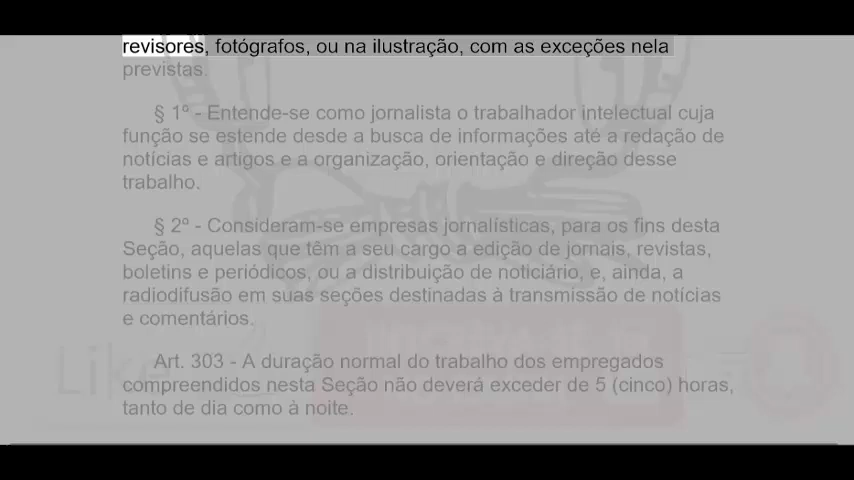 revisores, fotógrafos, ou na ilustração, com as exceções nela
previstas.
§ 1º - Entende-se como jornalista o trabalhador intelectual cuja
função se estende desde a busca de informações até a redação de
notícias e artigos e a organização, orientação e direção desse
trabalho.
§ 2º - Consideram-se empresas jornalísticas, para os fins desta
Seção, aquelas que têm a seu cargo a edição de jornais, revistas,
boletins e periódicos, ou a distribuição de noticiário, e, ainda, a
radiodifusão em suas seções destinadas à transmissão de notícias
e comentários.
Art. 303 - A duração normal do trabalho dos empregados
compreendidos nesta Seção não deverá exceder de 5 (cinco) horas,
tanto de dia como à noite.
Like